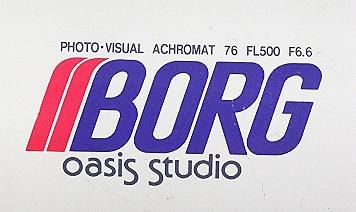 PHOTO·VISUAL ACHROMAT 76 FL500 F6.6
BORG
oasis studio